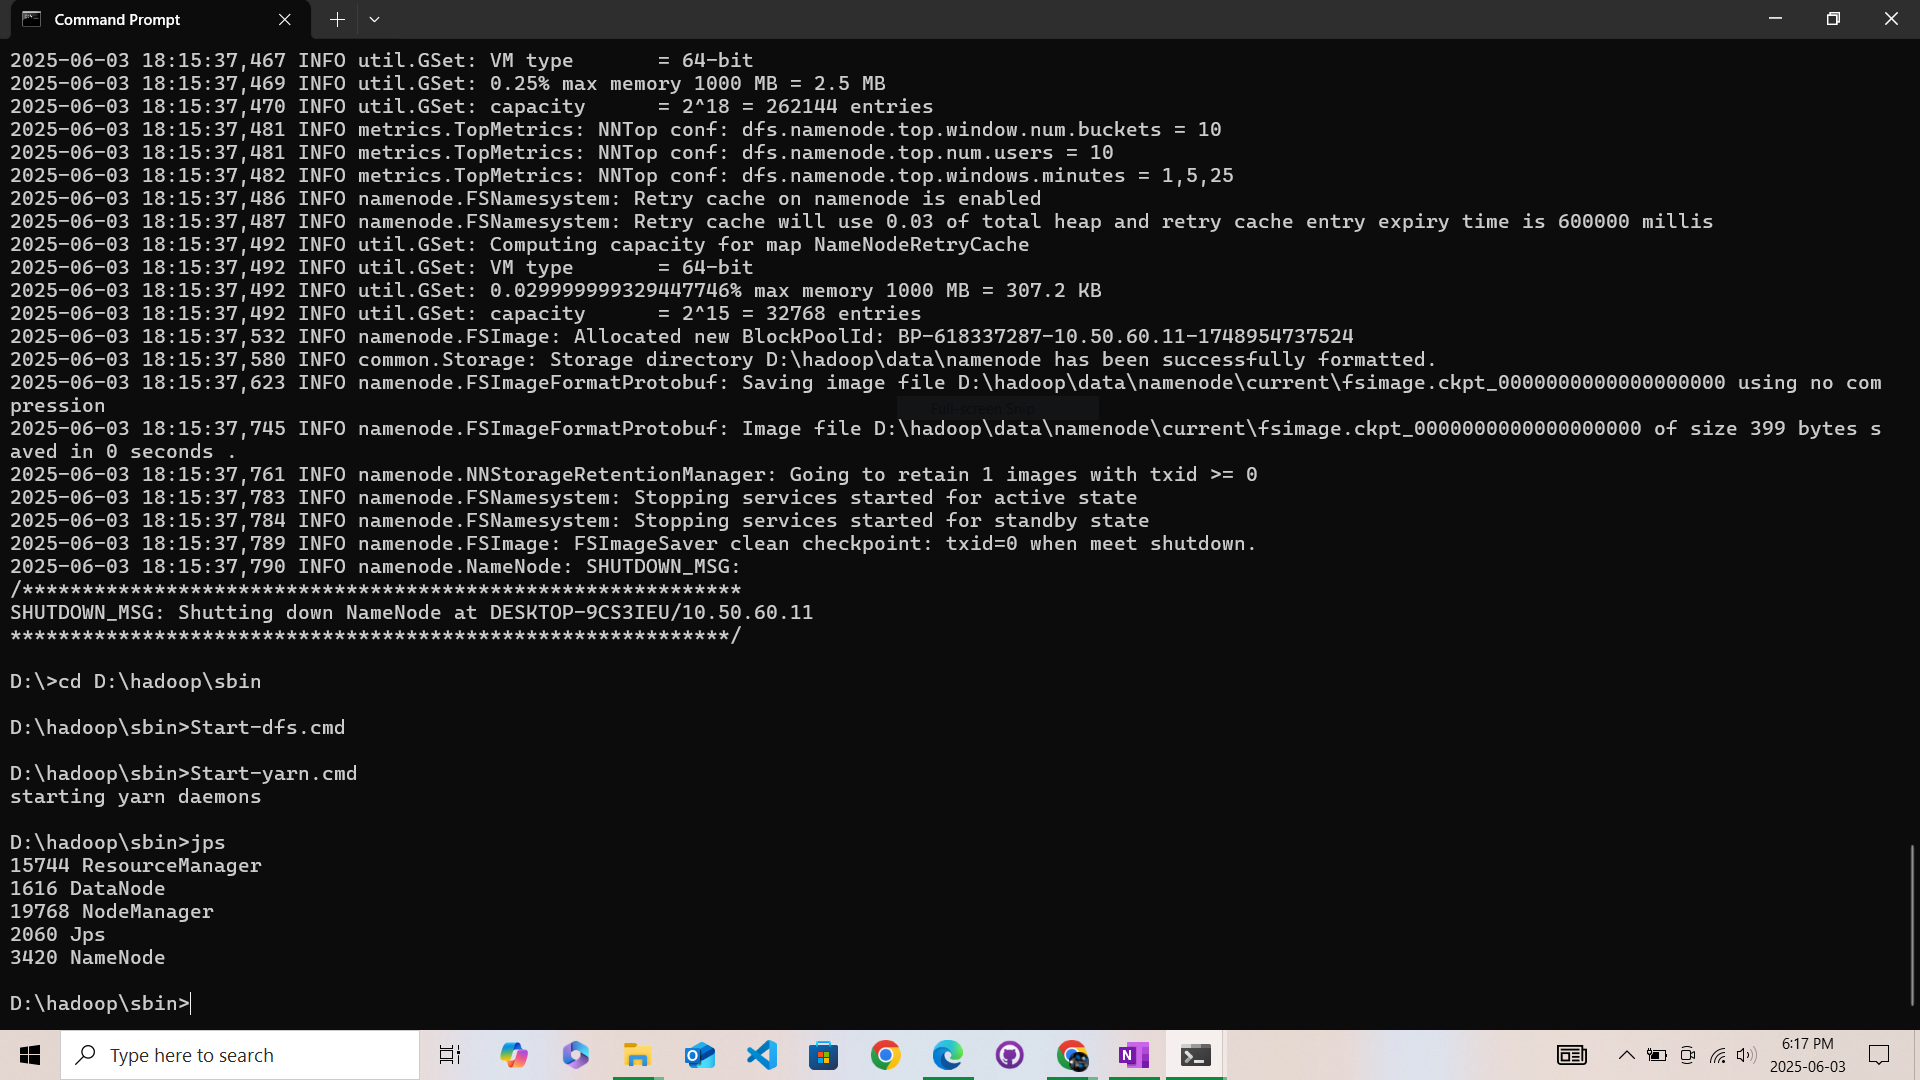 Command Prompt
2025-06-03 18:15:37,467 INFO util.GSet: VM type       = 64-bit
2025-06-03 18:15:37,469 INFO util.GSet: 0.25% max memory 1000 MB = 2.5 MB
2025-06-03 18:15:37,470 INFO util.GSet: capacity      = 2^18 = 262144 entries
2025-06-03 18:15:37,481 INFO metrics.TopMetrics: NNTop conf: dfs.namenode.top.window.num.buckets = 10
2025-06-03 18:15:37,481 INFO metrics.TopMetrics: NNTop conf: dfs.namenode.top.num.users = 10
2025-06-03 18:15:37,482 INFO metrics.TopMetrics: NNTop conf: dfs.namenode.top.windows.minutes = 1,5,25
2025-06-03 18:15:37,486 INFO namenode.FSNamesystem: Retry cache on namenode is enabled
2025-06-03 18:15:37,487 INFO namenode.FSNamesystem: Retry cache will use 0.03 of total heap and retry cache entry expiry time is 600000 millis
2025-06-03 18:15:37,492 INFO util.GSet: Computing capacity for map NameNodeRetryCache
2025-06-03 18:15:37,492 INFO util.GSet: VM type       = 64-bit
2025-06-03 18:15:37,492 INFO util.GSet: 0.029999999329447746% max memory 1000 MB = 307.2 KB
2025-06-03 18:15:37,492 INFO util.GSet: capacity      = 2^15 = 32768 entries
2025-06-03 18:15:37,532 INFO namenode.FSImage: Allocated new BlockPoolId: BP-618337287-10.50.60.11-1748954737524
2025-06-03 18:15:37,580 INFO common.Storage: Storage directory D:\hadoop\data\namenode has been successfully formatted.
2025-06-03 18:15:37,623 INFO namenode.FSImageFormatProtobuf: Saving image file D:\hadoop\data\namenode\current\fsimage.ckpt_0000000000000000000 using no com
pression
Full-screen Snip
2025-06-03 18:15:37,745 INFO namenode.FSImageFormatProtobuf: Image file D:\hadoop\data\namenode\current\fsimage.ckpt_0000000000000000000 of size 399 bytes s
aved in 0 seconds .
2025-06-03 18:15:37,761 INFO namenode.NNStorageRetentionManager: Going to retain 1 images with txid >= 0
2025-06-03 18:15:37,783 INFO namenode.FSNamesystem: Stopping services started for active state
2025-06-03 18:15:37,784 INFO namenode.FSNamesystem: Stopping services started for standby state
2025-06-03 18:15:37,789 INFO namenode.FSImage: FSImageSaver clean checkpoint: txid=0 when meet shutdown.
2025-06-03 18:15:37,790 INFO namenode.NameNode: SHUTDOWN_MSG:
/************************************************************
SHUTDOWN_MSG: Shutting down NameNode at DESKTOP-9CS3IEU/10.50.60.11
************************************************************/
D:\>cd D:\hadoop\sbin
D:\hadoop\sbin>Start-dfs.cmd
D:\hadoop\sbin>Start-yarn.cmd
starting yarn daemons
D:\hadoop\sbin>jps
15744 ResourceManager
1616 DataNode
19768 NodeManager
2060 Jps
3420 NameNode
D:\hadoop\sbin>
Type here to search
6:17 PM
2025-06-03